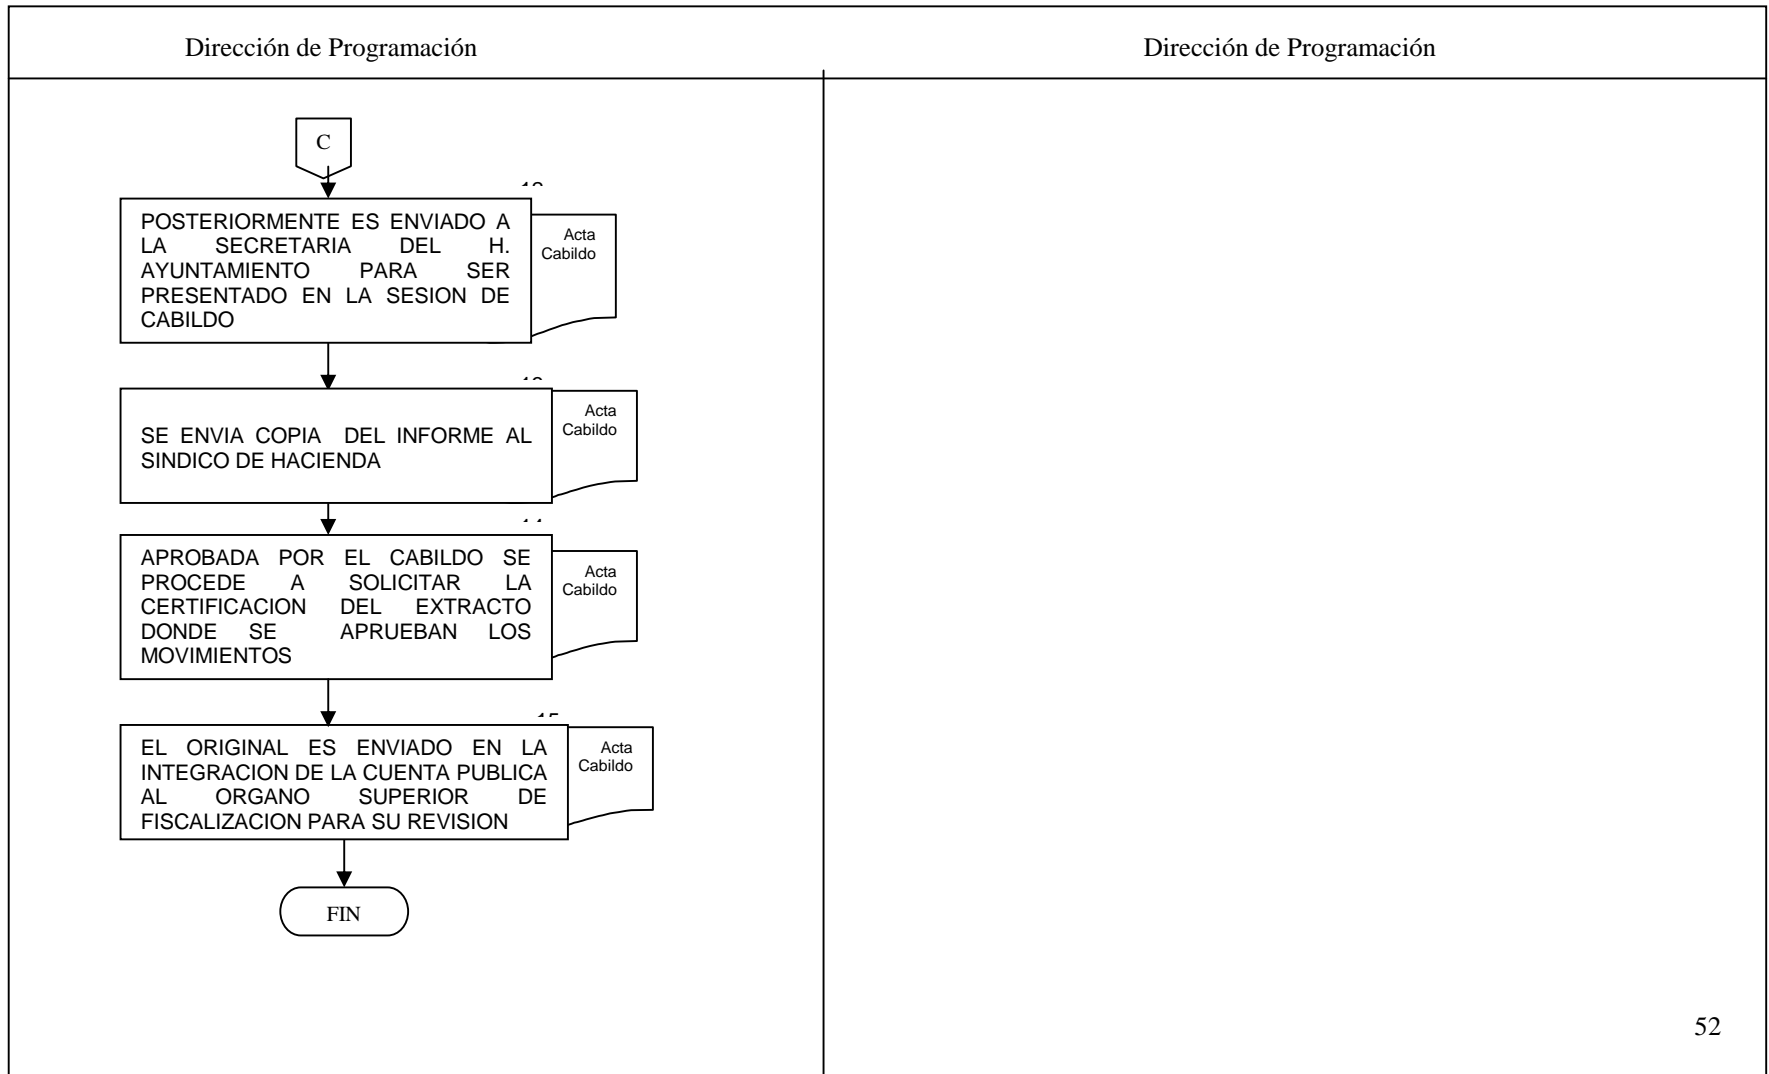 Dirección de Programación
Dirección de Programación
C
POSTERIORMENTE ES ENVIADO A
LA SECRETARIA DEL H.
AYUNTAMIENTO PARA SER
PRESENTADO EN LA SESION DE
CABILDO
Acta
Cabildo
SE ENVIA COPIA DEL INFORME AL
SINDICO DE HACIENDA
Acta
Cabildo
APROBADA POR EL CABILDO SE
PROCEDE A SOLICITAR LA
CERTIFICACION DEL EXTRACTO
DONDE SE APRUEBAN LOS
MOVIMIENTOS
Acta
Cabildo
EL ORIGINAL ES ENVIADO EN LA
INTEGRACION DE LA CUENTA PUBLICA
AL ORGANO SUPERIOR DE
FISCALIZACION PARA SU REVISION
Acta
Cabildo
FIN
52